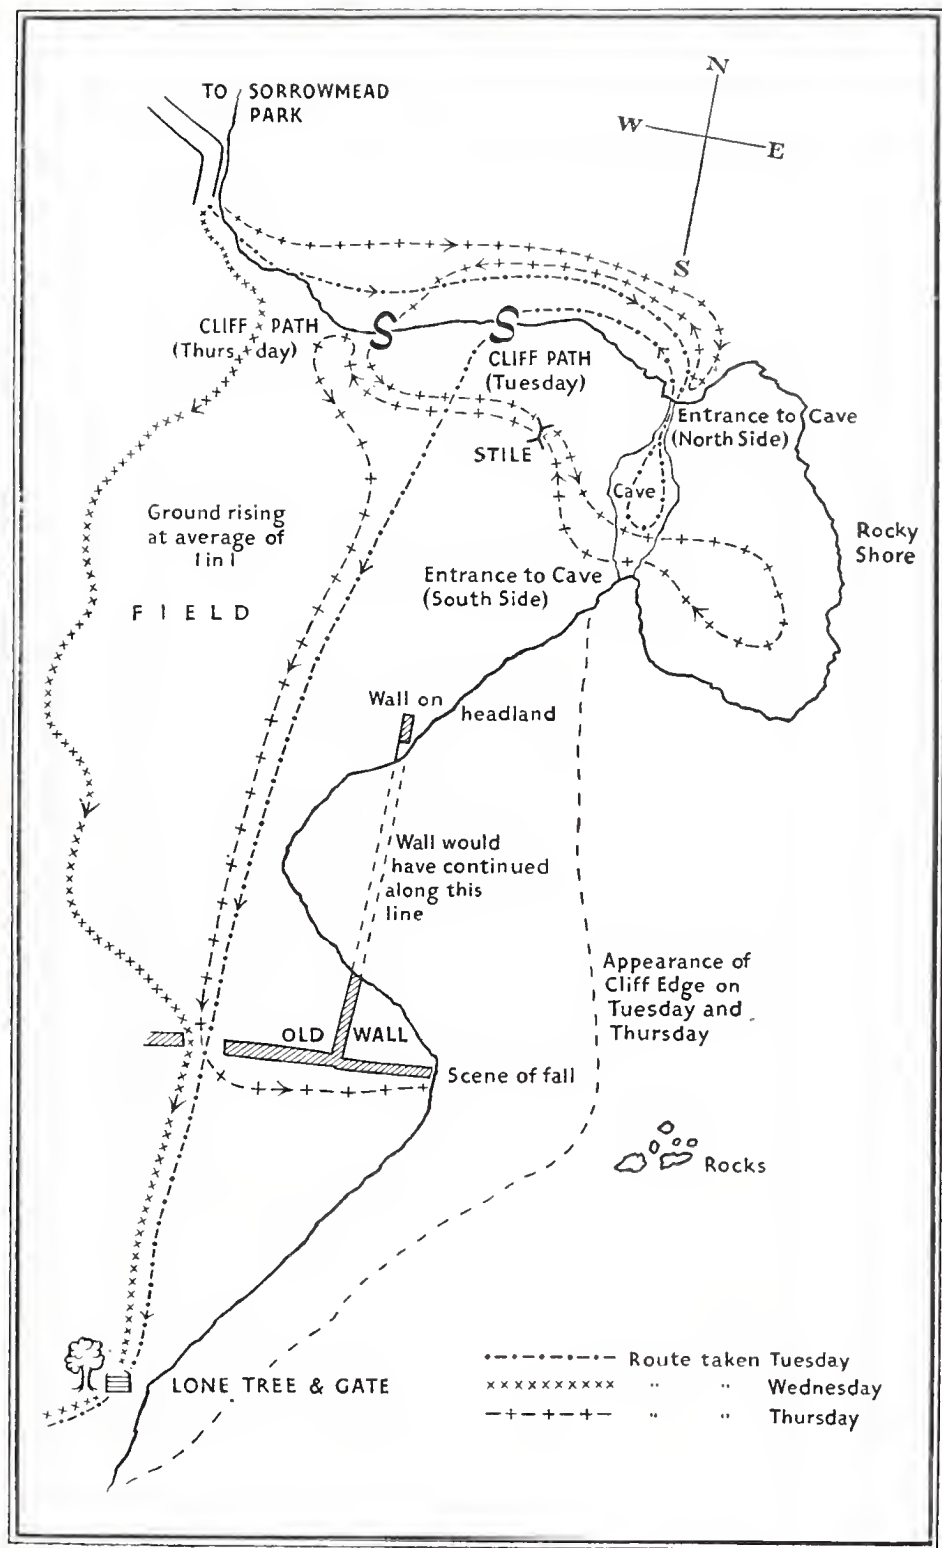 TO SORROWMEAD
PARK
N
W
E
S
CLIFF PATH
(Thursday)
S
S
CLIFF PATH
(Tuesday)
Entrance to Cave
(North Side)
STILE
Cave
Ground rising
at average of
1 in 1
FIELD
Rocky
Shore
Entrance to Cave
(South Side)
Wall on headland
Wall would
have continued
along this
line
Appearance of
Cliff Edge on
Tuesday and
Thursday
OLD WALL
Scene of fall
Rocks
LONE TREE & GATE
Route taken Tuesday
" " Wednesday
" " Thursday